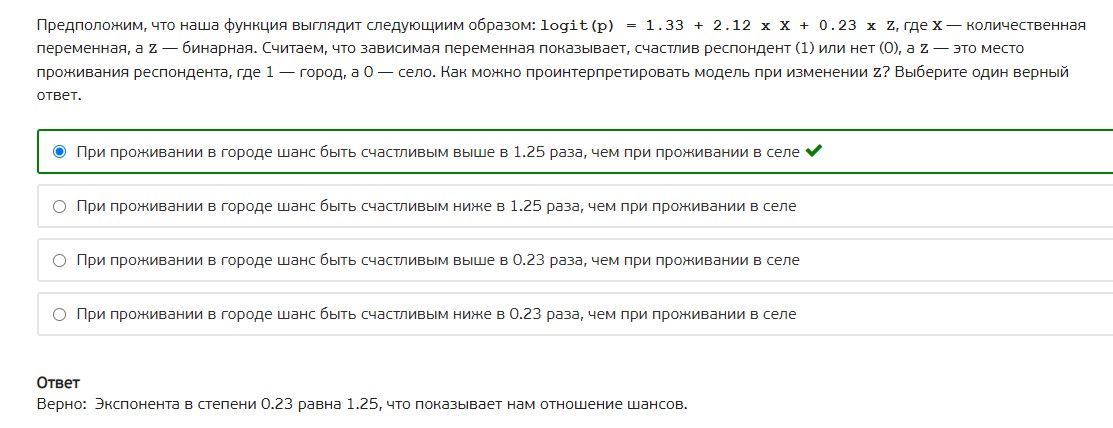 Предположим, что наша функция выглядит следующиим образом: logit(p) = 1.33 + 2.12 x X + 0.23 x Z, где X — количественная
переменная, а Z — бинарная. Считаем, что зависимая переменная показывает, счастлив респондент (1) или нет (0), а Z — это место
проживания респондента, где 1 — город, а 0 — село. Как можно проинтерпретировать модель при изменении Z? Выберите один верный
ответ.
При проживании в городе шанс быть счастливым выше в 1.25 раза, чем при проживании в селе ✔
При проживании в городе шанс быть счастливым ниже в 1.25 раза, чем при проживании в селе
При проживании в городе шанс быть счастливым выше в 0.23 раза, чем при проживании в селе
При проживании в городе шанс быть счастливым ниже в 0.23 раза, чем при проживании в селе
Ответ
Верно: Экспонента в степени 0.23 равна 1.25, что показывает нам отношение шансов.